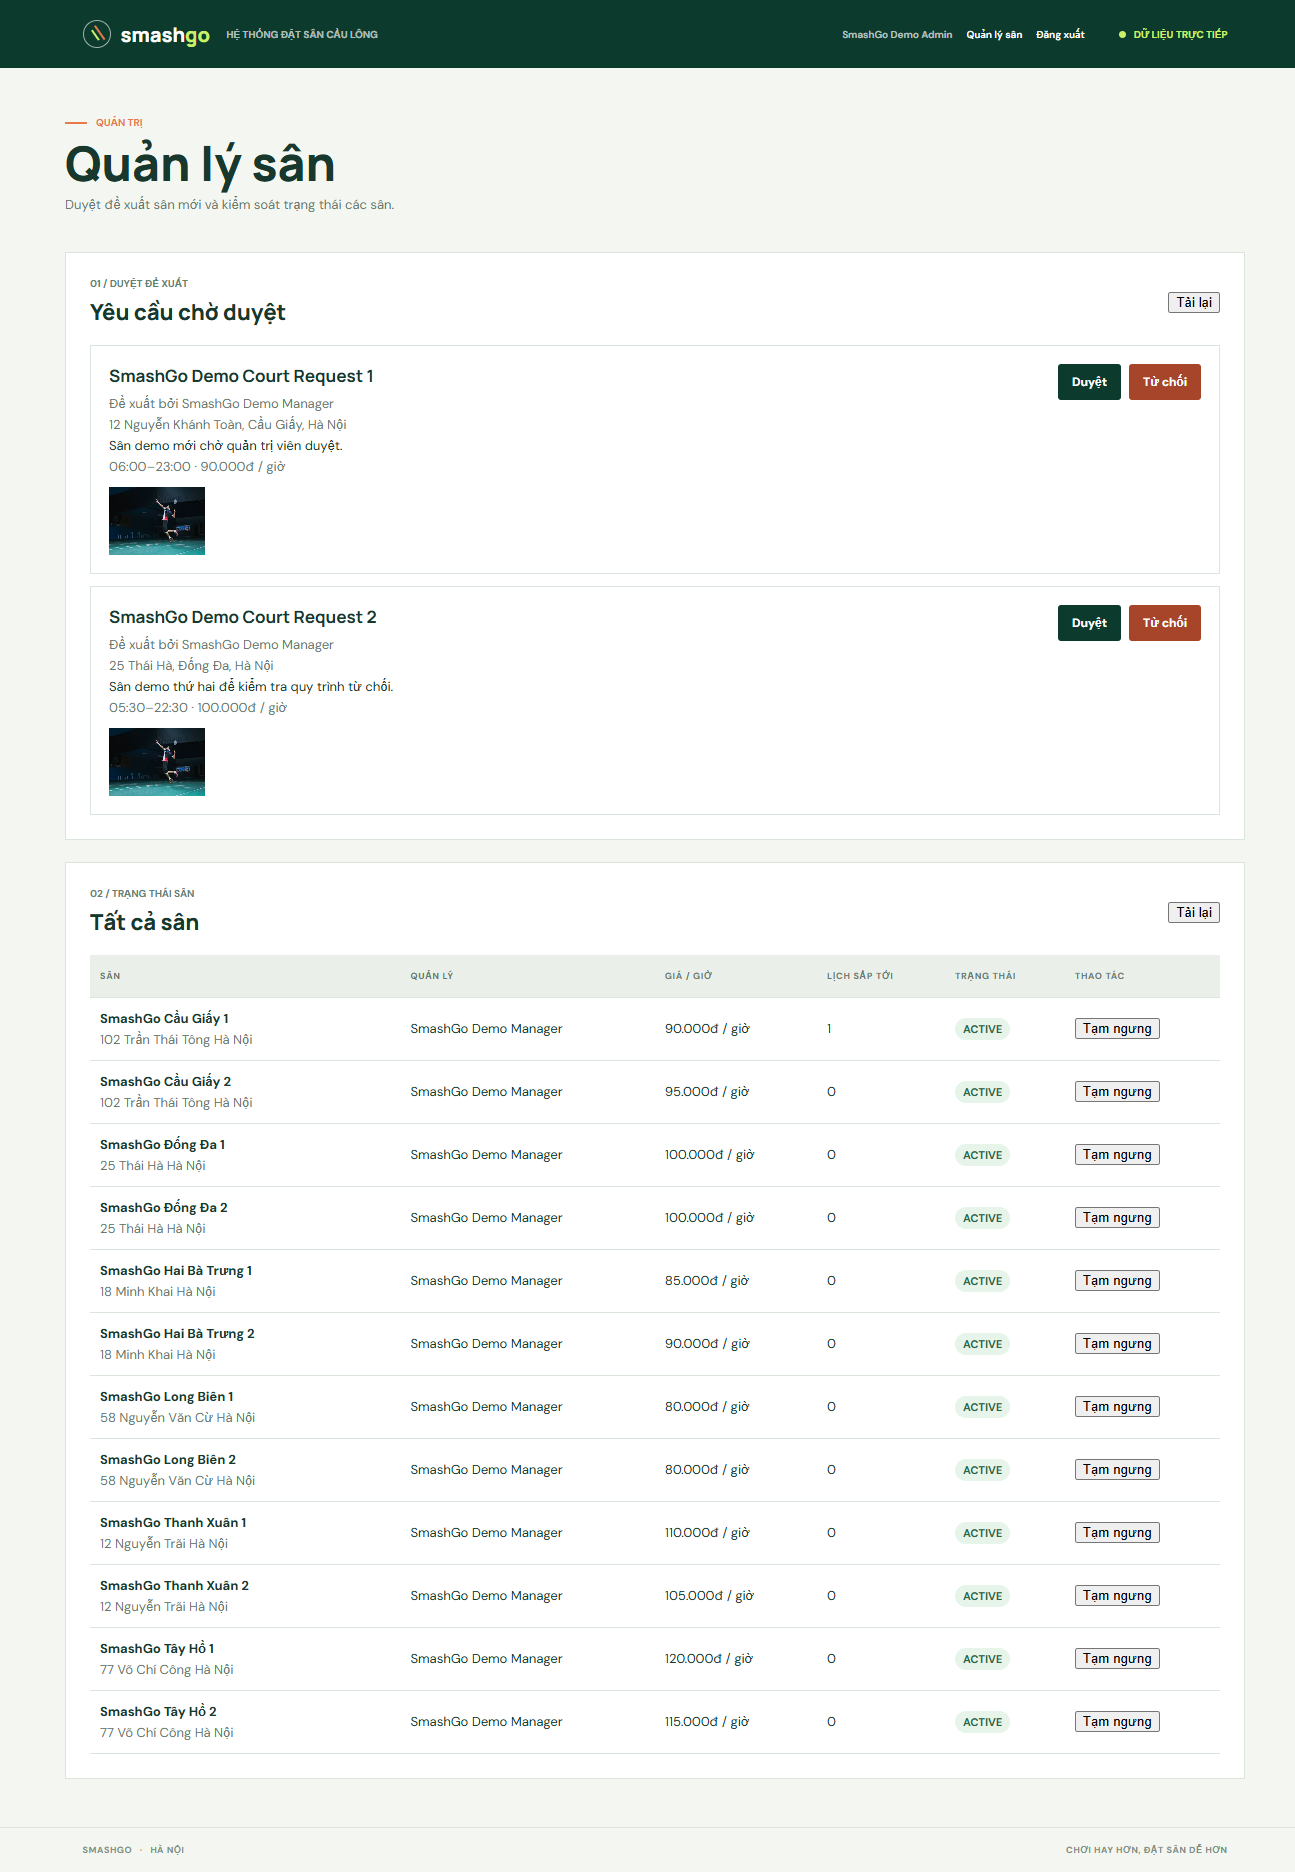 smashgo HỆ THỐNG ĐẶT SÂN CẦU LÔNG SmashGo Demo Admin Quản lý sân Đăng xuất DỮ LIỆU TRỰC TIẾP
QUẢN TRỊ
Quản lý sân
Duyệt đề xuất sân mới và kiểm soát trạng thái các sân.
01 / DUYỆT ĐỀ XUẤT
Yêu cầu chờ duyệt
Tải lại
SmashGo Demo Court Request 1
Duyệt Từ chối
Đề xuất bởi SmashGo Demo Manager
12 Nguyễn Khánh Toàn, Cầu Giấy, Hà Nội
Sân demo mới chờ quản trị viên duyệt.
06:00–23:00 · 90.000đ / giờ
SmashGo Demo Court Request 2
Duyệt Từ chối
Đề xuất bởi SmashGo Demo Manager
25 Thái Hà, Đống Đa, Hà Nội
Sân demo thứ hai để kiểm tra quy trình từ chối.
05:30–22:30 · 100.000đ / giờ
02 / TRẠNG THÁI SÂN
Tất cả sân
Tải lại
SÂN QUẢN LÝ GIÁ / GIỜ LỊCH SẮP TỚI TRẠNG THÁI THAO TÁC
SmashGo Cầu Giấy 1
102 Trần Thái Tông Hà Nội
SmashGo Demo Manager 90.000đ / giờ 1 ACTIVE Tạm ngưng
SmashGo Cầu Giấy 2
102 Trần Thái Tông Hà Nội
SmashGo Demo Manager 95.000đ / giờ 0 ACTIVE Tạm ngưng
SmashGo Đống Đa 1
25 Thái Hà Hà Nội
SmashGo Demo Manager 100.000đ / giờ 0 ACTIVE Tạm ngưng
SmashGo Đống Đa 2
25 Thái Hà Hà Nội
SmashGo Demo Manager 100.000đ / giờ 0 ACTIVE Tạm ngưng
SmashGo Hai Bà Trưng 1
18 Minh Khai Hà Nội
SmashGo Demo Manager 85.000đ / giờ 0 ACTIVE Tạm ngưng
SmashGo Hai Bà Trưng 2
18 Minh Khai Hà Nội
SmashGo Demo Manager 90.000đ / giờ 0 ACTIVE Tạm ngưng
SmashGo Long Biên 1
58 Nguyễn Văn Cừ Hà Nội
SmashGo Demo Manager 80.000đ / giờ 0 ACTIVE Tạm ngưng
SmashGo Long Biên 2
58 Nguyễn Văn Cừ Hà Nội
SmashGo Demo Manager 80.000đ / giờ 0 ACTIVE Tạm ngưng
SmashGo Thanh Xuân 1
12 Nguyễn Trãi Hà Nội
SmashGo Demo Manager 110.000đ / giờ 0 ACTIVE Tạm ngưng
SmashGo Thanh Xuân 2
12 Nguyễn Trãi Hà Nội
SmashGo Demo Manager 105.000đ / giờ 0 ACTIVE Tạm ngưng
SmashGo Tây Hồ 1
77 Võ Chí Công Hà Nội
SmashGo Demo Manager 120.000đ / giờ 0 ACTIVE Tạm ngưng
SmashGo Tây Hồ 2
77 Võ Chí Công Hà Nội
SmashGo Demo Manager 115.000đ / giờ 0 ACTIVE Tạm ngưng
SMASHGO · HÀ NỘI CHƠI HAY HƠN, ĐẶT SÂN DỄ HƠN